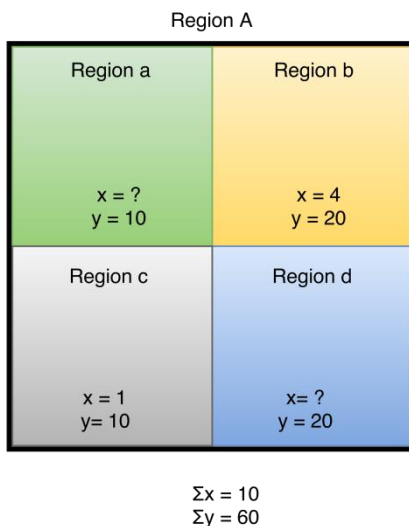 Region A
Region a
Region b
x = ?
y = 10
x = 4
y = 20
Region c
Region d
x = 1
y= 10
x= ?
y = 20
Σx = 10
Σy = 60